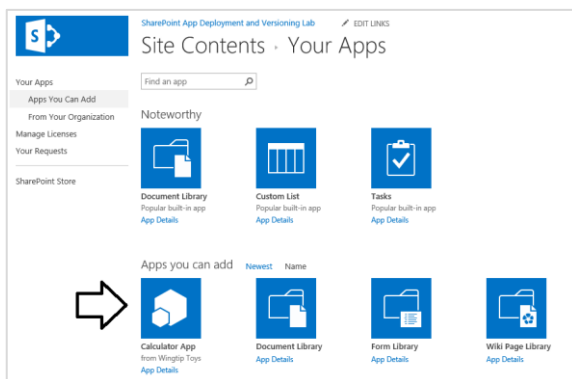 S
SharePoint App Deployment and Versioning Lab EDIT LINKS
Site Contents · Your Apps
Your Apps
Apps You Can Add
From Your Organization
Manage Licenses
Your Requests
SharePoint Store
Find an app
Noteworthy
Document Library
Popular built-in app
App Details
Custom List
Popular built-in app
App Details
Tasks
Popular built-in app
App Details
Apps you can add Newest Name
Calculator App
from Wingtip Toys
App Details
Document Library
App Details
Form Library
App Details
Wiki Page Library
App Details